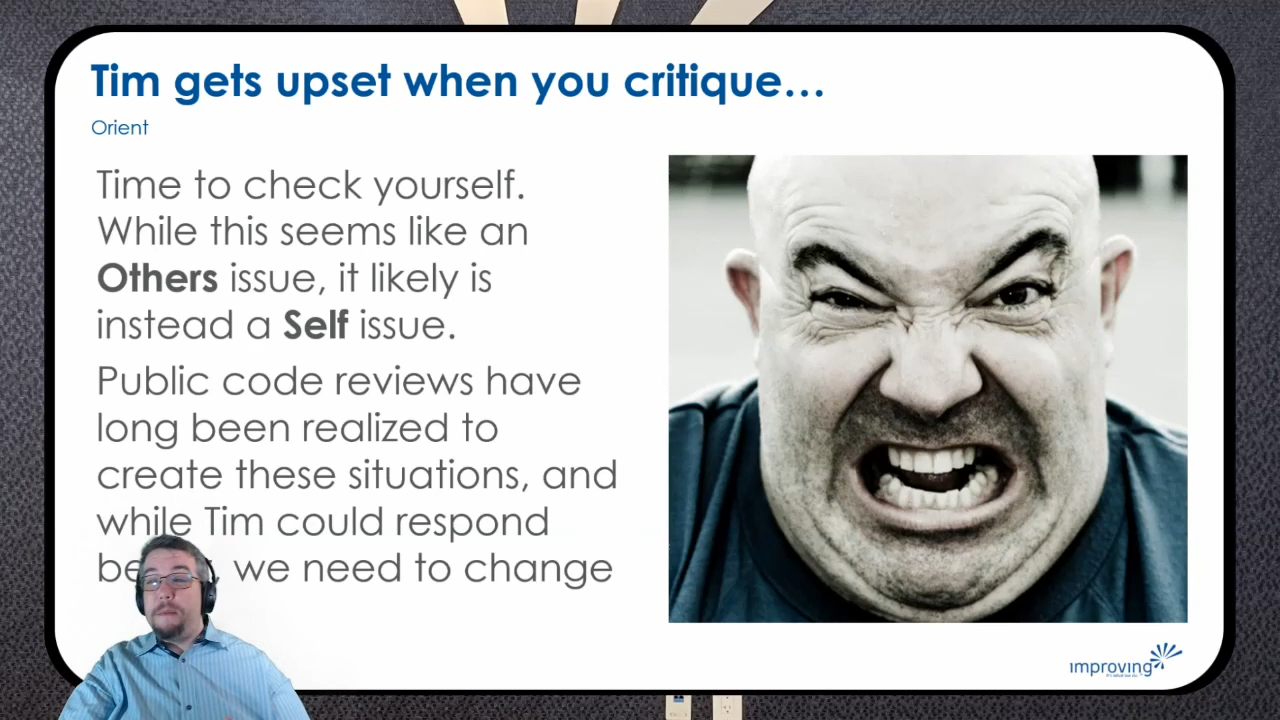 Tim gets upset when you critique…
Orient
Time to check yourself.
While this seems like an
Others issue, it likely is
instead a Self issue.
Public code reviews have
long been realized to
create these situations, and
while Tim could respond
we need to change
improving